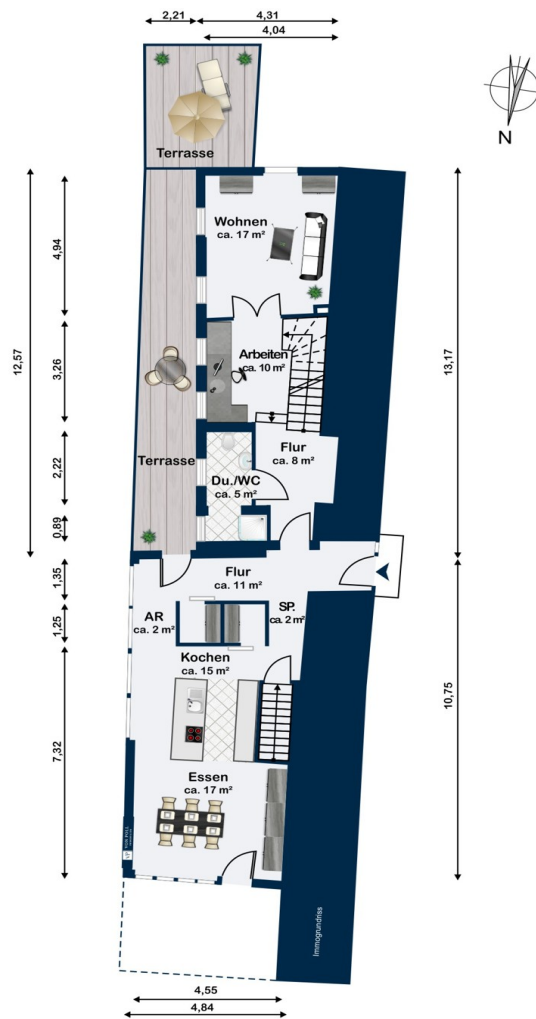 2,21
4,31
4,04
N
Terrasse
Wohnen
ca. 17 m²
4,94
12,57
13,17
3,26
Arbeiten
ca. 10 m²
Flur
ca. 8 m²
Terrasse
2,22
Du./WC
ca. 5 m²
0,89
1,35
Flur
ca. 11 m²
AR
ca. 2 m²
SP.
ca. 2 m²
1,25
Kochen
ca. 15 m²
10,75
7,32
Essen
ca. 17 m²
Immogrundriss
4,55
4,84